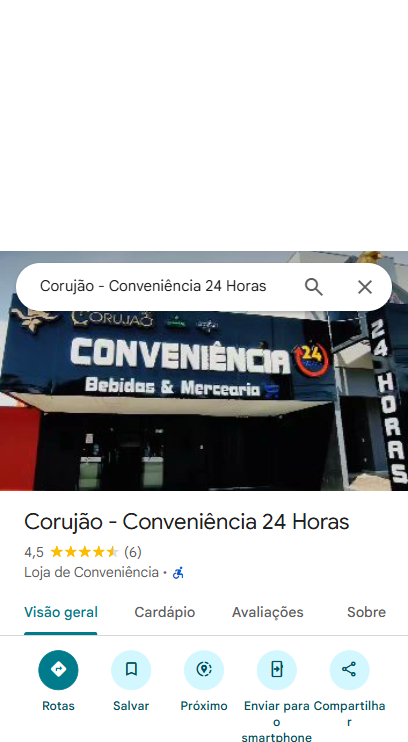 Corujão - Conveniência 24 Horas
CORUJÃO
CONVENIÊNCIA
24
Bebidas & Mercearia
24 HORAS
Corujão - Conveniência 24 Horas
4,5 (6)
Loja de Conveniência •
Visão geral
Cardápio
Avaliações
Sobre
Rotas
Salvar
Próximo
Enviar para
o
smartphone
Compartilha
r